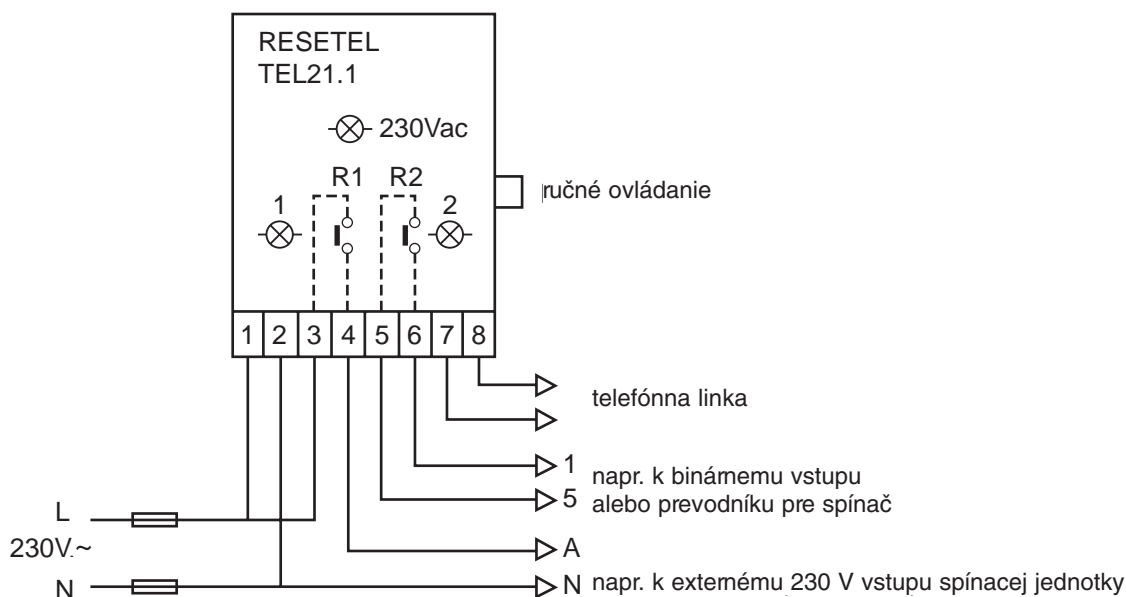 RESETEL
TEL21.1
230Vac
R1 R2
1 2
ručné ovládanie
1 2 3 4 5 6 7 8
telefónna linka
1 napr. k binárnemu vstupu
5 alebo prevodníku pre spínač
L
230V.~
A
N
N napr. k externému 230 V vstupu spínacej jednotky